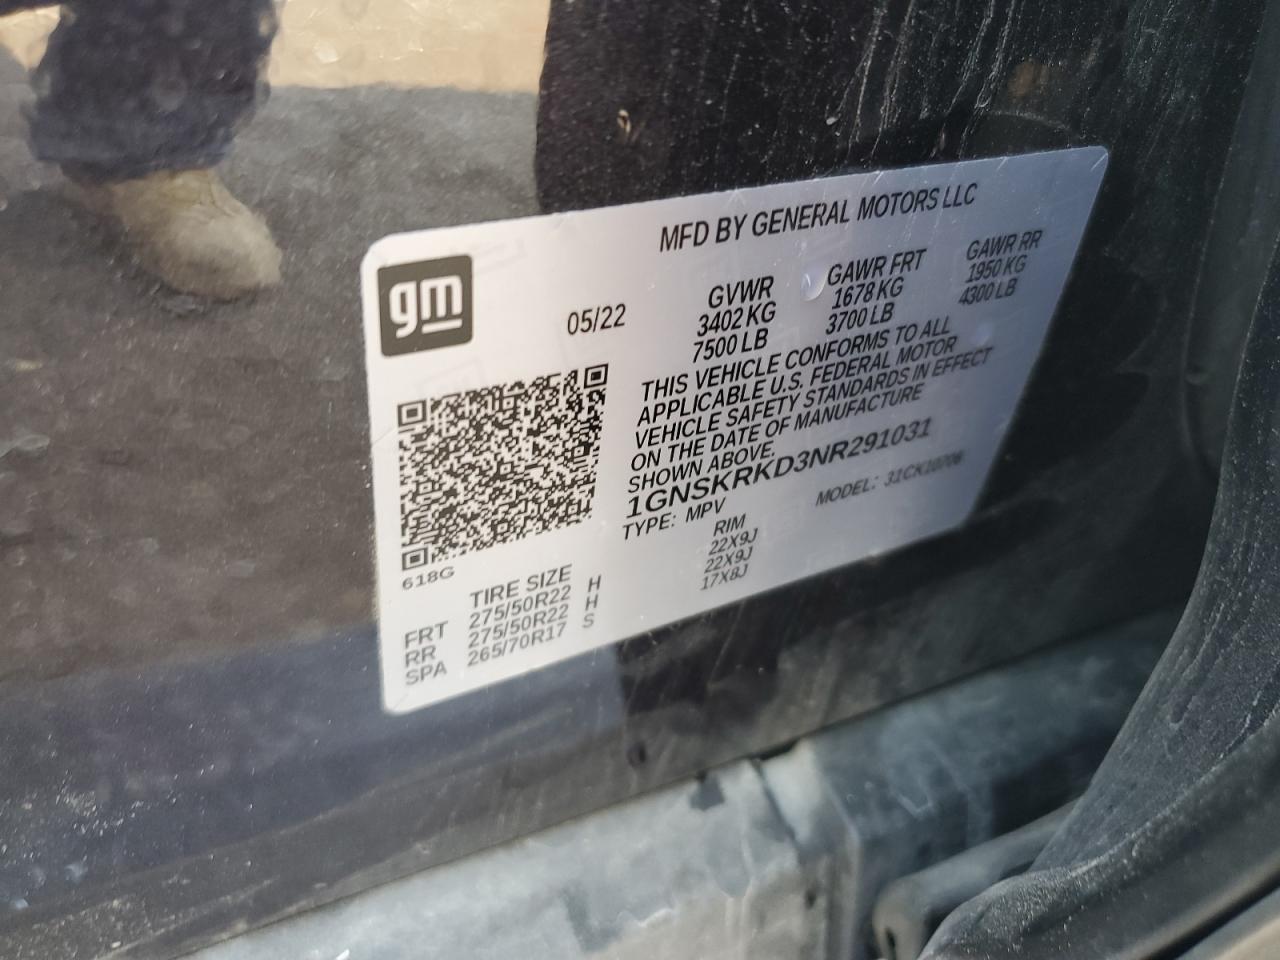 MFD BY GENERAL MOTORS LLC
gm
05/22
GVWR GAWR FRT GAWR RR
3402 KG 1678 KG 1950 KG
7500 LB 3700 LB 4300 LB
THIS VEHICLE CONFORMS TO ALL
APPLICABLE U.S. FEDERAL MOTOR
VEHICLE SAFETY STANDARDS IN EFFECT
ON THE DATE OF MANUFACTURE
SHOWN ABOVE.
1GNSKRKD3NR291031
TYPE: MPV MODEL: 31CK10706
618G
TIRE SIZE RIM
FRT 275/50R22 H 22X9J
RR 275/50R22 H 22X9J
SPA 265/70R17 S 17X8J